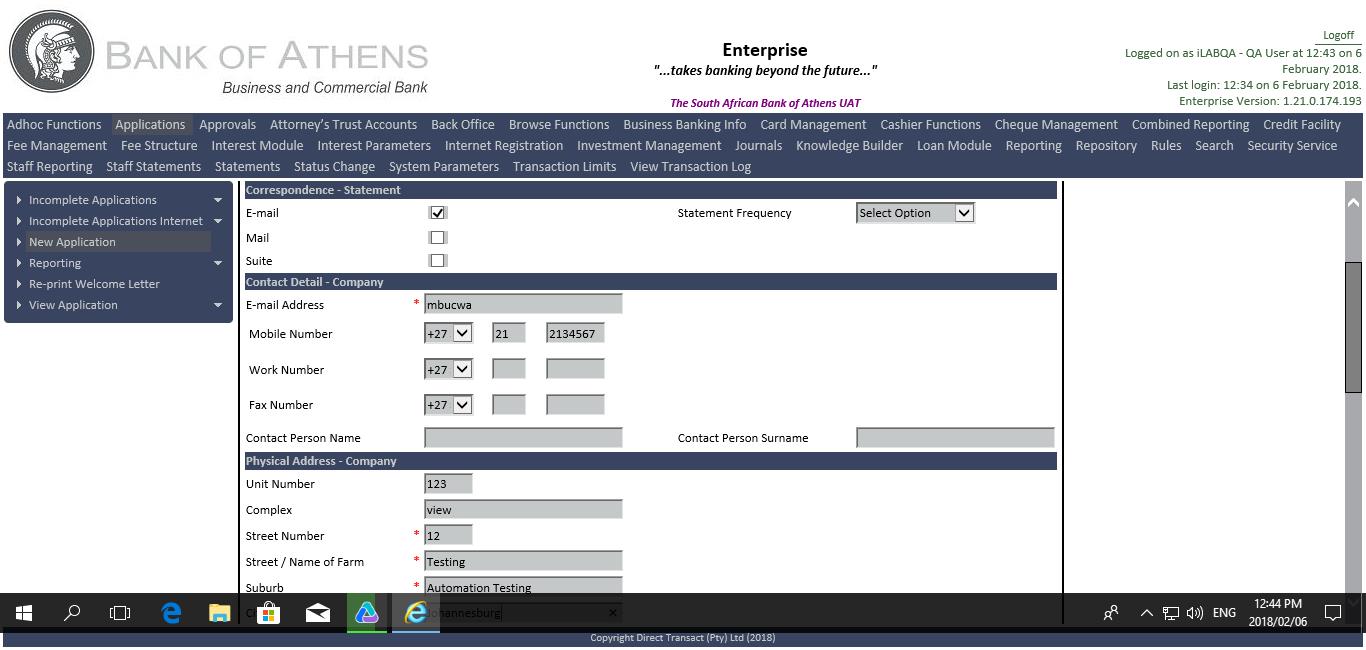 BANK OF ATHENS
Business and Commercial Bank
Enterprise
"...takes banking beyond the future..."
The South African Bank of Athens UAT
Logoff
Logged on as iLABQA - QA User at 12:43 on 6
February 2018.
Last login: 12:34 on 6 February 2018.
Enterprise Version: 1.21.0.174.193
Adhoc Functions Applications Approvals Attorney's Trust Accounts Back Office Browse Functions Business Banking Info Card Management Cashier Functions Cheque Management Combined Reporting Credit Facility
Fee Management Fee Structure Interest Module Interest Parameters Internet Registration Investment Management Journals Knowledge Builder Loan Module Reporting Repository Rules Search Security Service
Staff Reporting Staff Statements Statements Status Change System Parameters Transaction Limits View Transaction Log
Incomplete Applications
Incomplete Applications Internet
New Application
Reporting
Re-print Welcome Letter
View Application
Correspondence - Statement
E-mail Statement Frequency Select Option
Mail
Suite
Contact Detail - Company
E-mail Address * mbucwa
Mobile Number +27 21 2134567
Work Number +27
Fax Number +27
Contact Person Name Contact Person Surname
Physical Address - Company
Unit Number 123
Complex view
Street Number * 12
Street / Name of Farm * Testing
Suburb * Automation Testing
Johannesburg
ENG
12:44 PM
2018/02/06
Copyright Direct Transact (Pty) Ltd (2018)